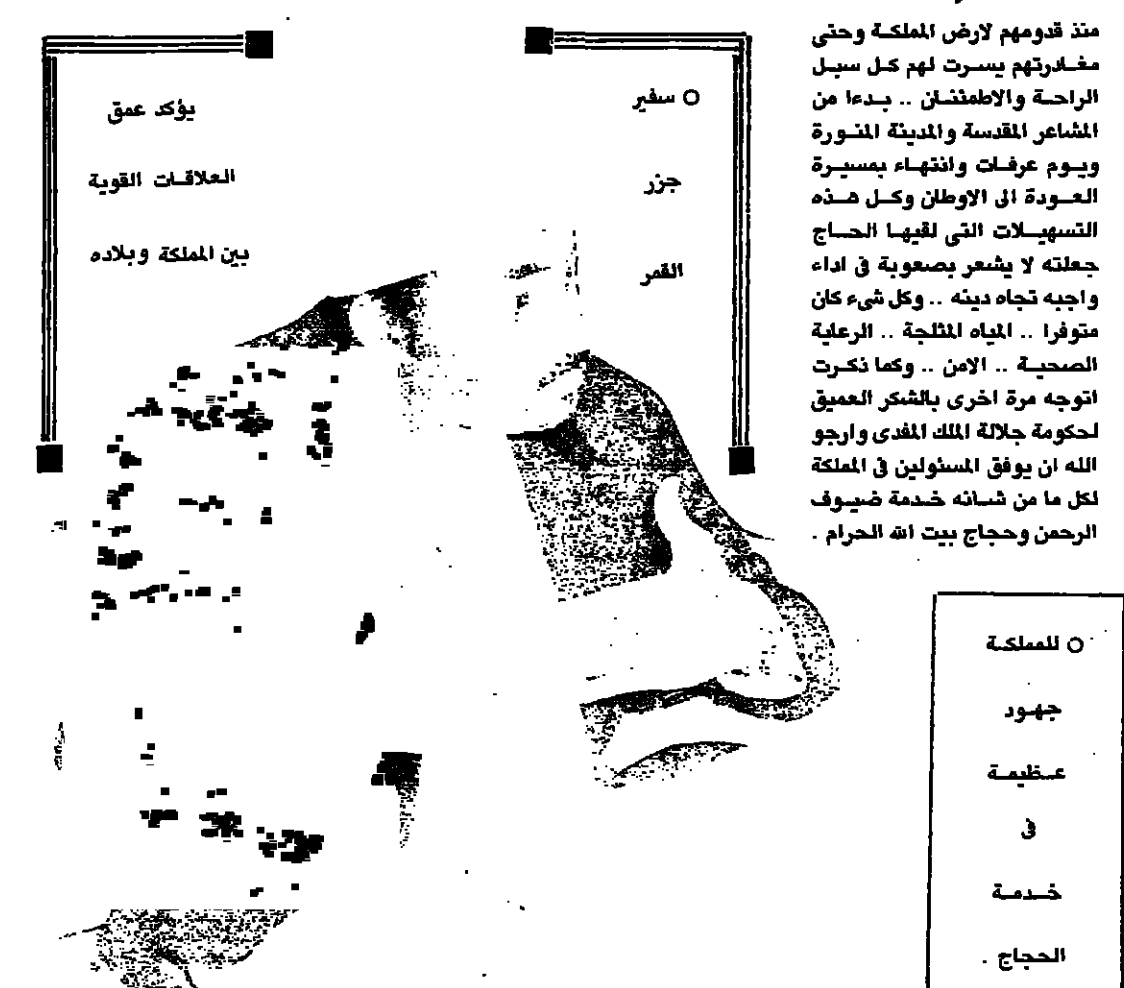 منذ قدومهم لارض المملكة وحتى
مغادرتهم يسرت لهم كل سبل
الراحة والاطمئنان .. بدءا من
المشاعر المقدسة والمدينة المنورة
ويوم عرفات وانتهاء بمسيرة
العودة الى الاوطان وكل هذه
التسهيلات التى لقيها الحاج
جعلته لا يشعر بصعوبة فى اداء
واجبه تجاه دينه .. وكل شىء كان
متوفرا .. المياه المثلجة .. الرعاية
الصحية .. الامن .. وكما ذكرت
اتوجه مرة اخرى بالشكر العميق
لحكومة جلالة الملك المفدى وارجو
الله ان يوفق المسئولين فى المملكة
لكل ما من شانه خدمة ضيوف
الرحمن وحجاج بيت الله الحرام .
○ سفير
جزر
القمر
يؤكد عمق
العلاقات القوية
بين المملكة وبلاده
○ للمملكة
جهود
عظيمة
فى
خدمة
الحجاج .